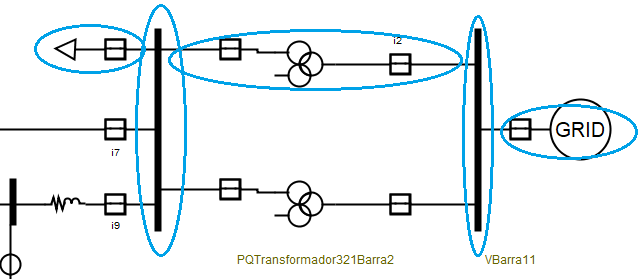 i2
GRID
i7
i9
PQTransformador321Barra2
VBarra11